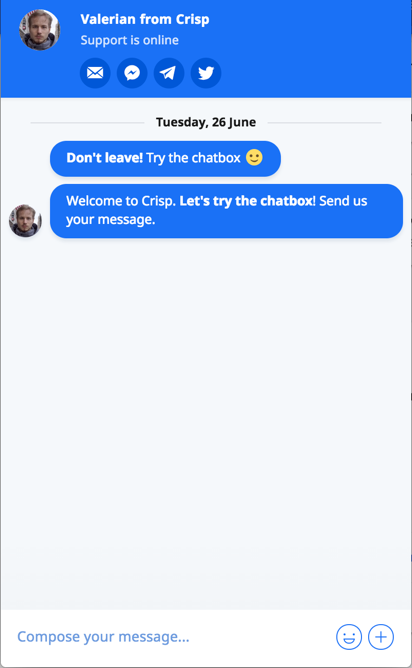 Valerian from Crisp
Support is online
Tuesday, 26 June
Don't leave! Try the chatbox 🙂
Welcome to Crisp. Let's try the chatbox! Send us
your message.
Compose your message...